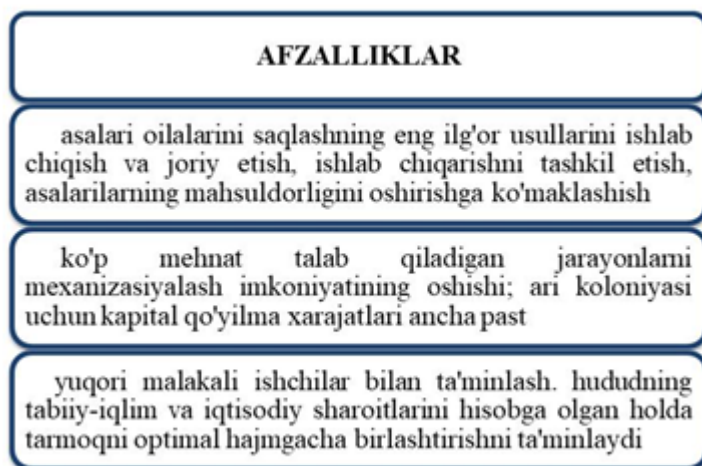 AFZALLIKLAR
asalari oilalarini saqlashning eng ilg'or usullarini ishlab
chiqish va joriy etish, ishlab chiqarishni tashkil etish,
asalarilarning mahsuldorligini oshirishga ko'maklashish
ko'p mehnat talab qiladigan jarayonlarni
mexanizasiyalash imkoniyatining oshishi; ari koloniyasi
uchun kapital qo'yilma xarajatlari ancha past
yuqori malakali ishchilar bilan ta'minlash. hududning
tabiiy-iqlim va iqtisodiy sharoitlarini hisobga olgan holda
tarmoqni optimal hajmgacha birlashtirishni ta'minlaydi